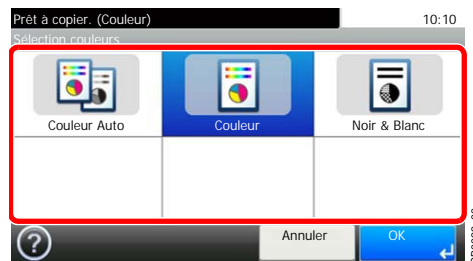 Prêt à copier. (Couleur)
10:10
Sélection couleurs
Couleur Auto
Couleur
Noir & Blanc
?
Annuler
OK